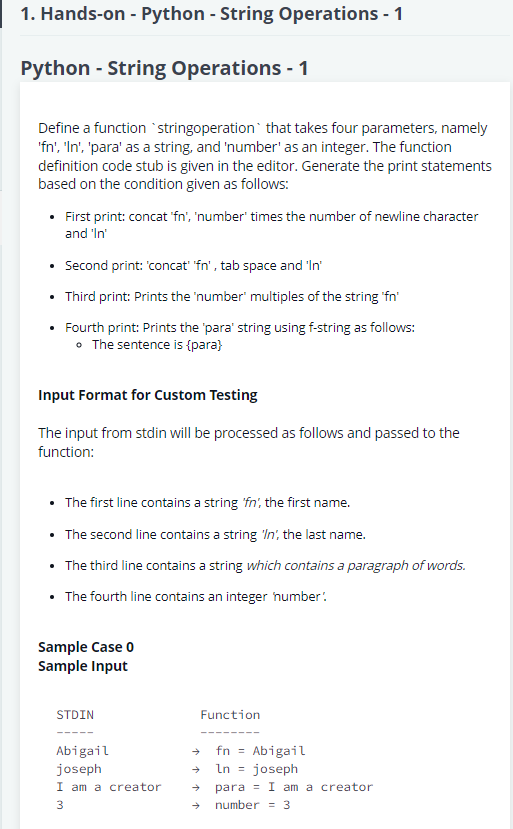 1. Hands-on - Python - String Operations - 1
Python - String Operations - 1
Define a function `stringoperation` that takes four parameters, namely
'fn', 'ln', 'para' as a string, and 'number' as an integer. The function
definition code stub is given in the editor. Generate the print statements
based on the condition given as follows:
• First print: concat 'fn', 'number' times the number of newline character
and 'ln'
• Second print: 'concat' 'fn' , tab space and 'ln'
• Third print: Prints the 'number' multiples of the string 'fn'
• Fourth print: Prints the 'para' string using f-string as follows:
○ The sentence is {para}
Input Format for Custom Testing
The input from stdin will be processed as follows and passed to the
function:
• The first line contains a string 'fn', the first name.
• The second line contains a string 'ln', the last name.
• The third line contains a string which contains a paragraph of words.
• The fourth line contains an integer 'number'.
Sample Case 0
Sample Input
STDIN Function
----- --------
Abigail → fn = Abigail
joseph → ln = joseph
I am a creator → para = I am a creator
3 → number = 3